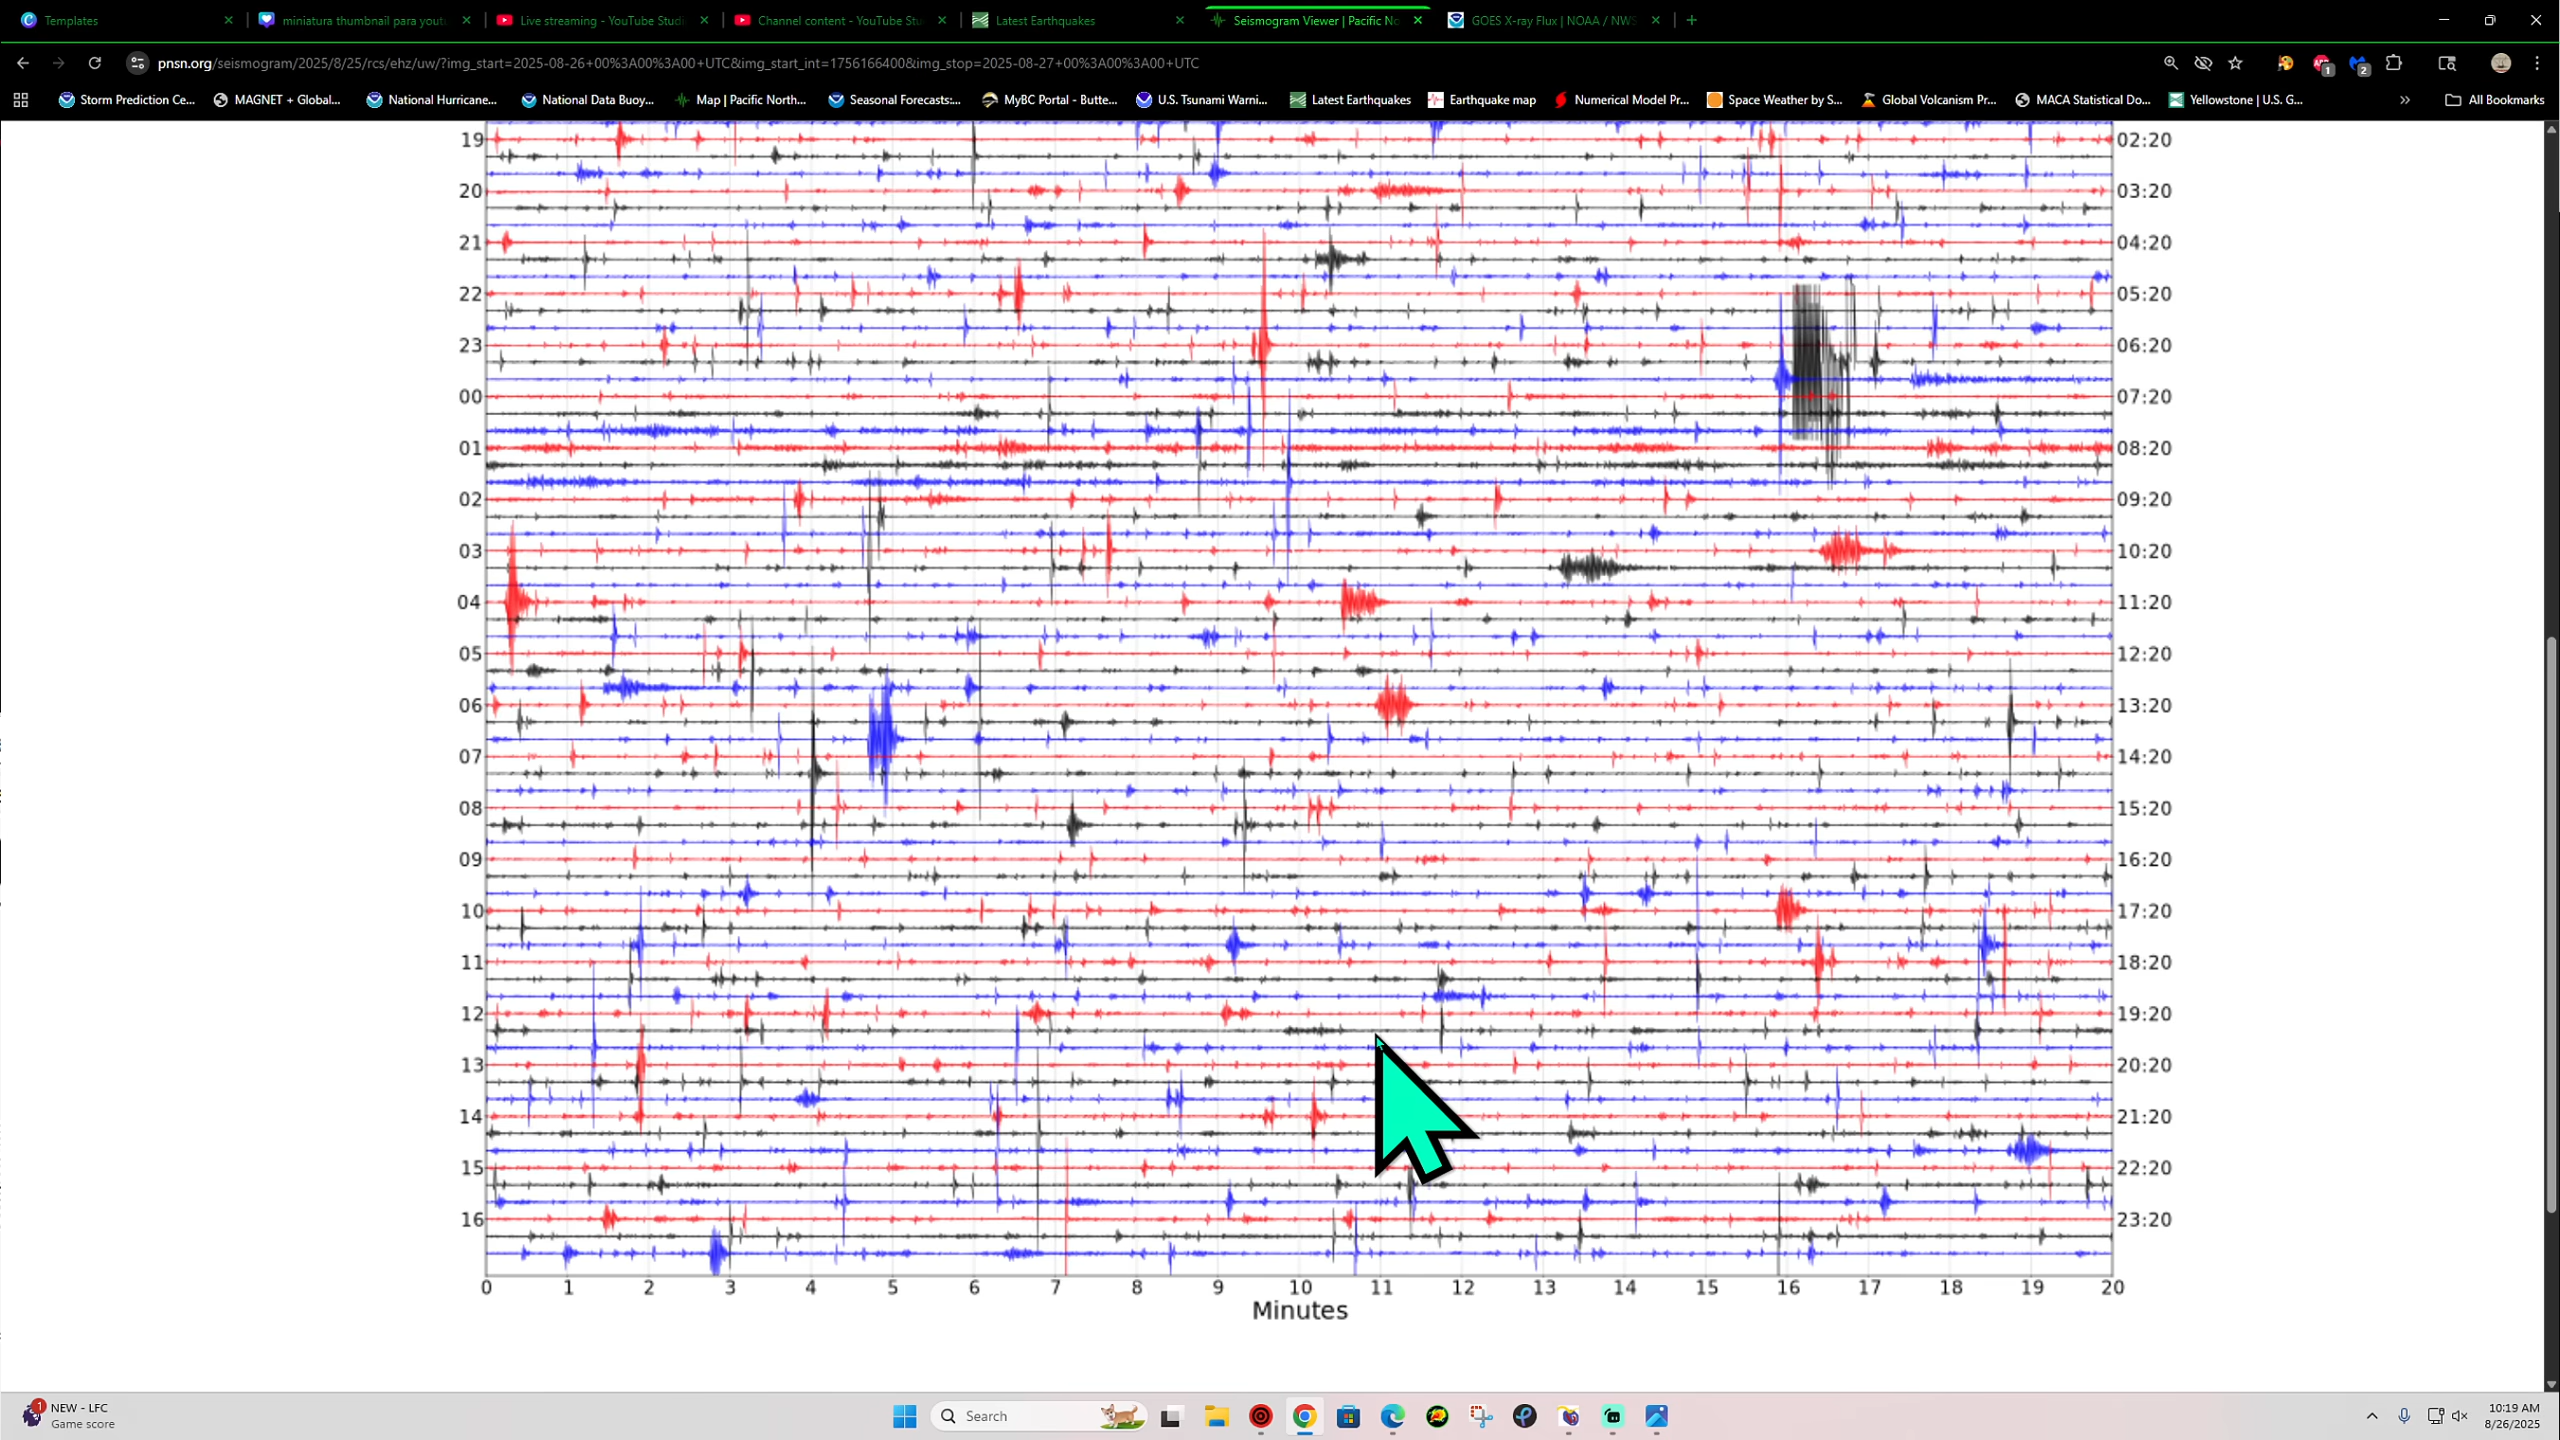 Templates
miniatura thumbnail para youtu
Live streaming - YouTube Studi
Channel content - YouTube Stu
Latest Earthquakes
Seismogram Viewer | Pacific No
GOES X-ray Flux | NOAA / NWS
pnsn.org/seismogram/2025/8/25/rcs/ehz/uw/?img_start=2025-08-26+00%3A00%3A00+UTC&img_start_int=1756166400&img_stop=2025-08-27+00%3A00%3A00+UTC
1
2
Storm Prediction Ce...
MAGNET + Global...
National Hurricane...
National Data Buoy...
Map | Pacific North...
Seasonal Forecasts:...
MyBC Portal - Butte...
U.S. Tsunami Warni...
Latest Earthquakes
Earthquake map
Numerical Model Pr...
Space Weather by S...
Global Volcanism Pr...
MACA Statistical Do...
Yellowstone | U.S. G...
All Bookmarks
19 02:20
20 03:20
21 04:20
22 05:20
23 06:20
00 07:20
01 08:20
02 09:20
03 10:20
04 11:20
05 12:20
06 13:20
07 14:20
08 15:20
09 16:20
10 17:20
11 18:20
12 19:20
13 20:20
14 21:20
15 22:20
16 23:20
0 1 2 3 4 5 6 7 8 9 10 11 12 13 14 15 16 17 18 19 20
Minutes
1
NEW - LFC
Game score
Search
10:19 AM
8/26/2025